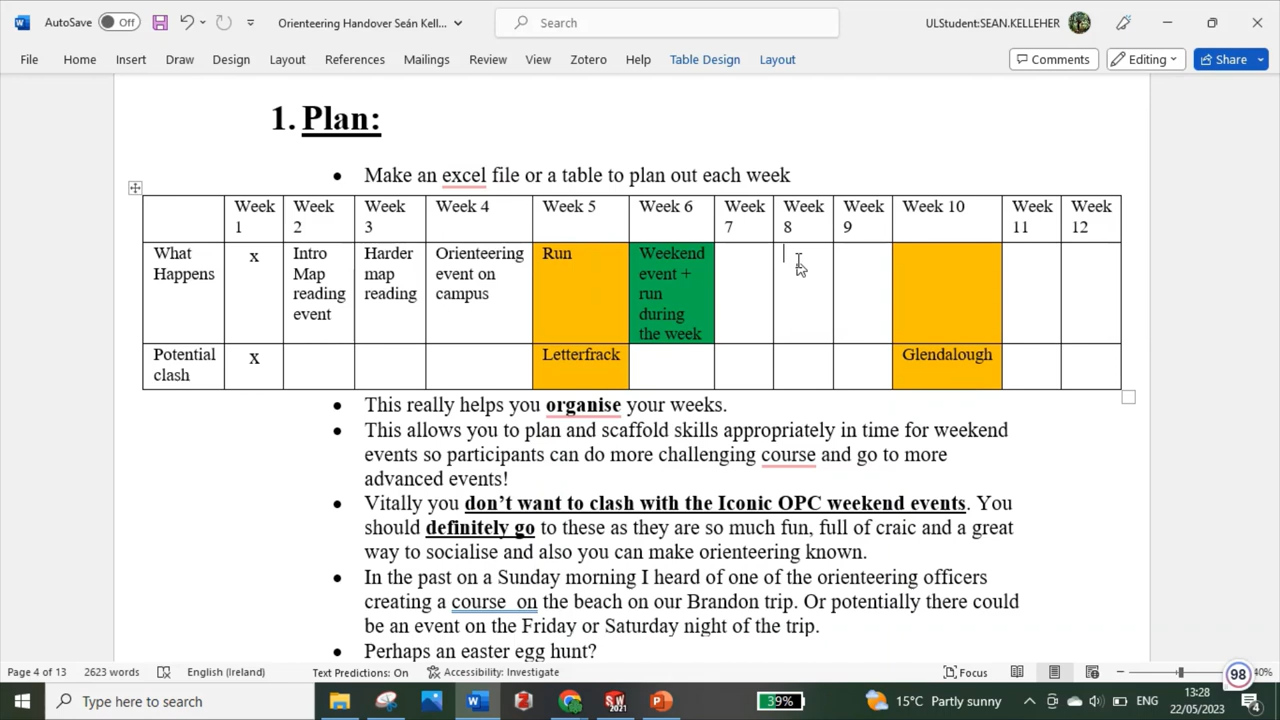 AutoSave Off Orienteering Handover Seán Kell... Search ULStudent:SEAN.KELLEHER
File Home Insert Draw Design Layout References Mailings Review View Zotero Help Table Design Layout Comments Editing Share
1. Plan:
• Make an excel file or a table to plan out each week
Week 1 Week 2 Week 3 Week 4 Week 5 Week 6 Week 7 Week 8 Week 9 Week 10 Week 11 Week 12
What Happens x Intro Map reading event Harder map reading Orienteering event on campus Run Weekend event + run during the week
Potential clash x Letterfrack Glendalough
• This really helps you organise your weeks.
• This allows you to plan and scaffold skills appropriately in time for weekend
events so participants can do more challenging course and go to more
advanced events!
• Vitally you don’t want to clash with the Iconic OPC weekend events. You
should definitely go to these as they are so much fun, full of craic and a great
way to socialise and also you can make orienteering known.
• In the past on a Sunday morning I heard of one of the orienteering officers
creating a course  on the beach on our Brandon trip. Or potentially there could
be an event on the Friday or Saturday night of the trip.
• Perhaps an easter egg hunt?
Page 4 of 13 2623 words English (Ireland) Text Predictions: On Accessibility: Investigate Focus 98 40%
Type here to search 39% 15°C Partly sunny ENG 13:28
22/05/2023 4